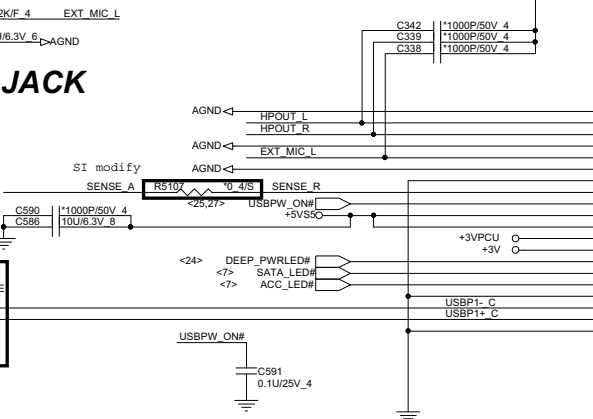 2K/F_4 EXT_MIC_L
U/6.3V_6 AGND
JACK
C342 *1000P/50V_4
C339 *1000P/50V_4
C338 *1000P/50V_4
AGND
HPOUT_L
HPOUT_R
AGND
EXT_MIC_L
SI modify
AGND
SENSE_A R5107 *0_4/S SENSE_R
<25,27> USBPW_ON#
+5VS5
C590 *1000P/50V_4
C586 10U/6.3V_8
+3VPCU
+3V
<24> DEEP_PWRLED#
<7> SATA_LED#
<7> ACC_LED#
E
USBP1-_C
USBP1+_C
USBPW_ON#
C591
0.1U/25V_4